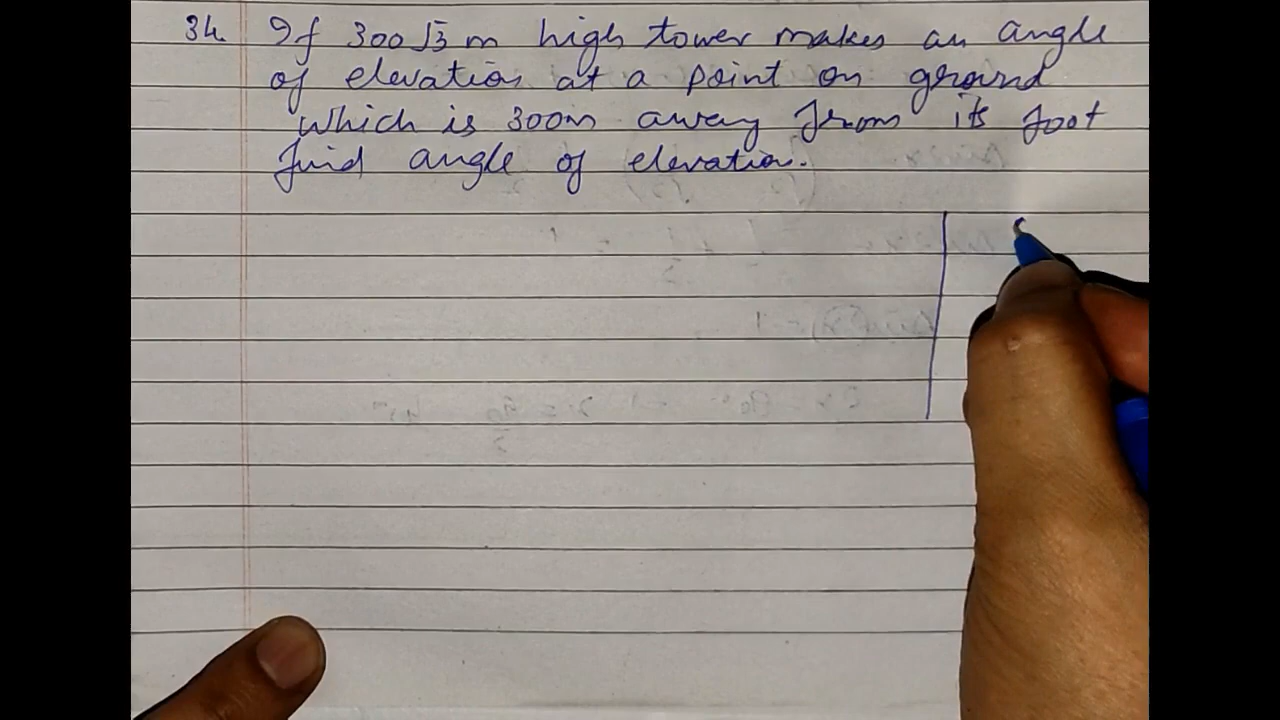 34. If 300√3 m high tower makes an angle
of elevation at a point on ground
which is 300m away from its foot
find angle of elevation.